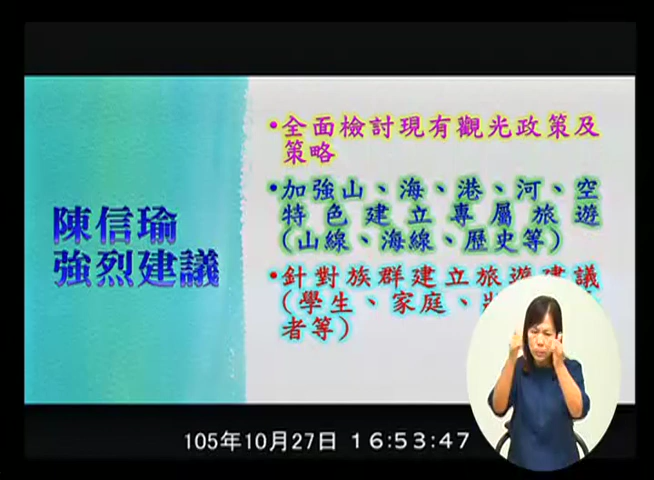 陳信瑜
強烈建議
•全面檢討現有觀光政策及
策略
•加強山、海、港、河、空
特色建立專屬旅遊
(山線、海線、歷史等)
•針對族群建立旅遊建議
(學生、家庭、
者等)
105年10月27日 16:53:47